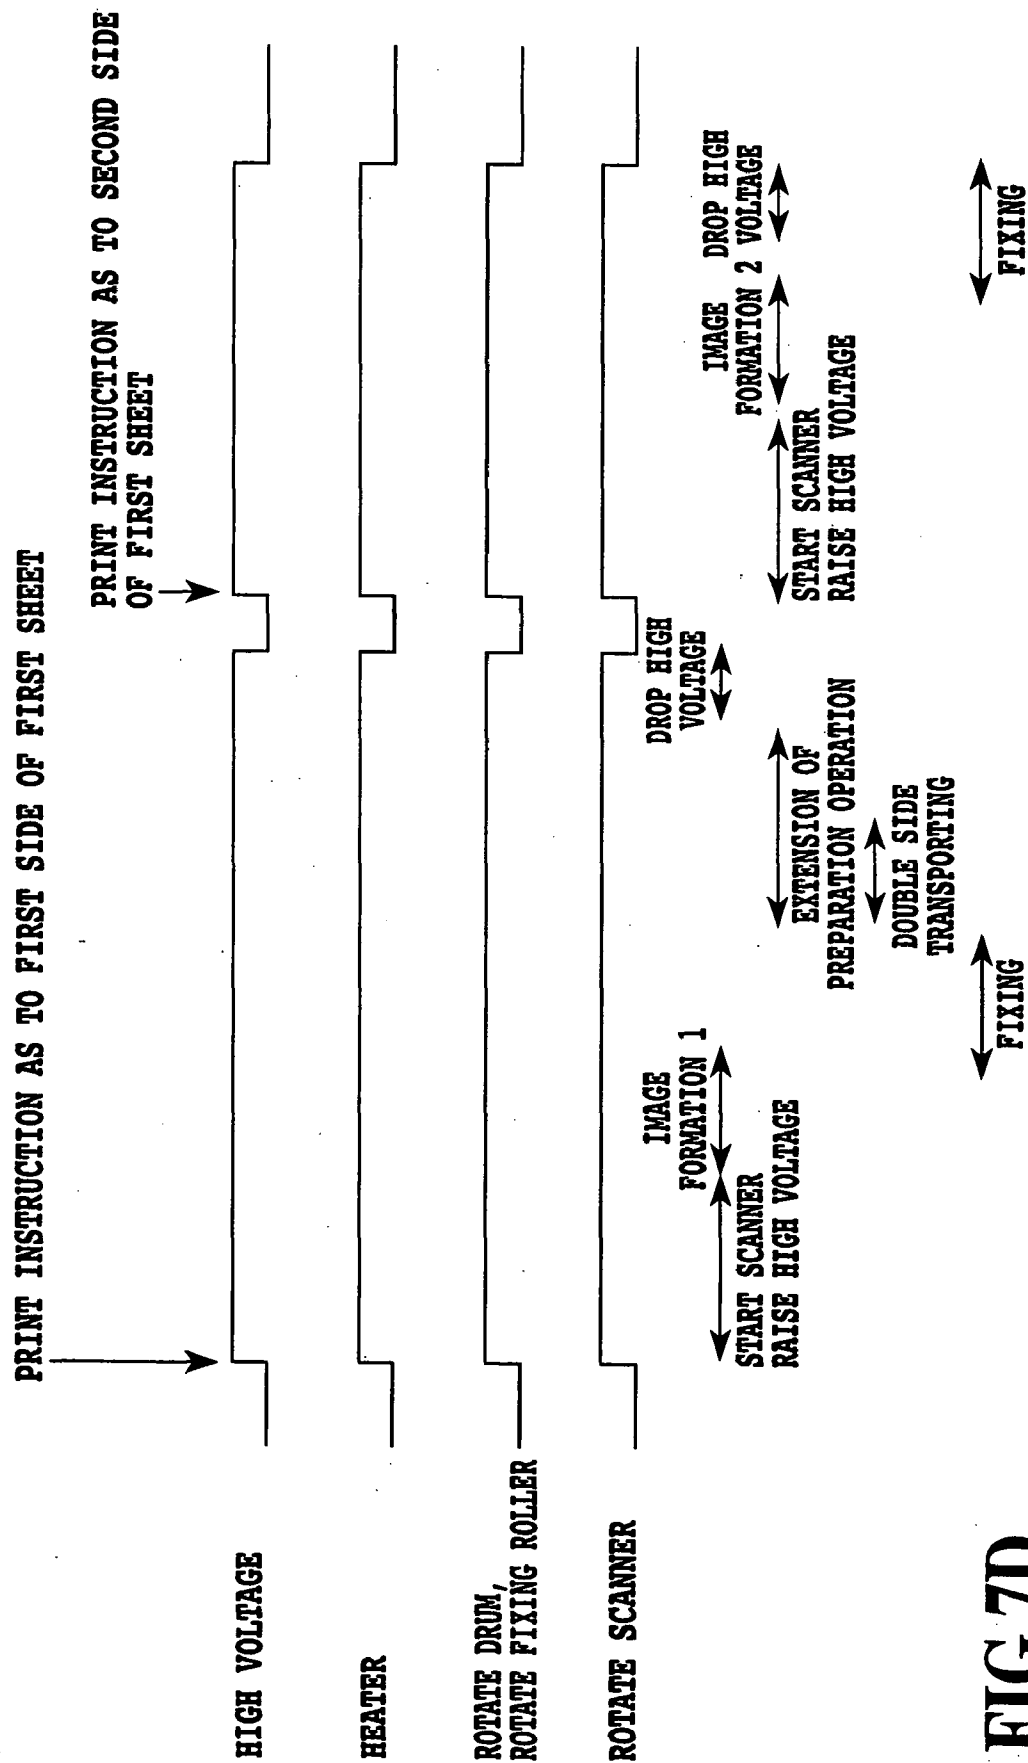 PRINT INSTRUCTION AS TO FIRST SIDE OF FIRST SHEET
PRINT INSTRUCTION AS TO SECOND SIDE
OF FIRST SHEET
HIGH VOLTAGE
HEATER
ROTATE DRUM,
ROTATE FIXING ROLLER
ROTATE SCANNER
START SCANNER
RAISE HIGH VOLTAGE
IMAGE
FORMATION 1
FIXING
EXTENSION OF
PREPARATION OPERATION
DOUBLE SIDE
TRANSPORTING
DROP HIGH
VOLTAGE
START SCANNER
RAISE HIGH VOLTAGE
IMAGE
FORMATION 2
DROP HIGH
VOLTAGE
FIXING
FIG.7D